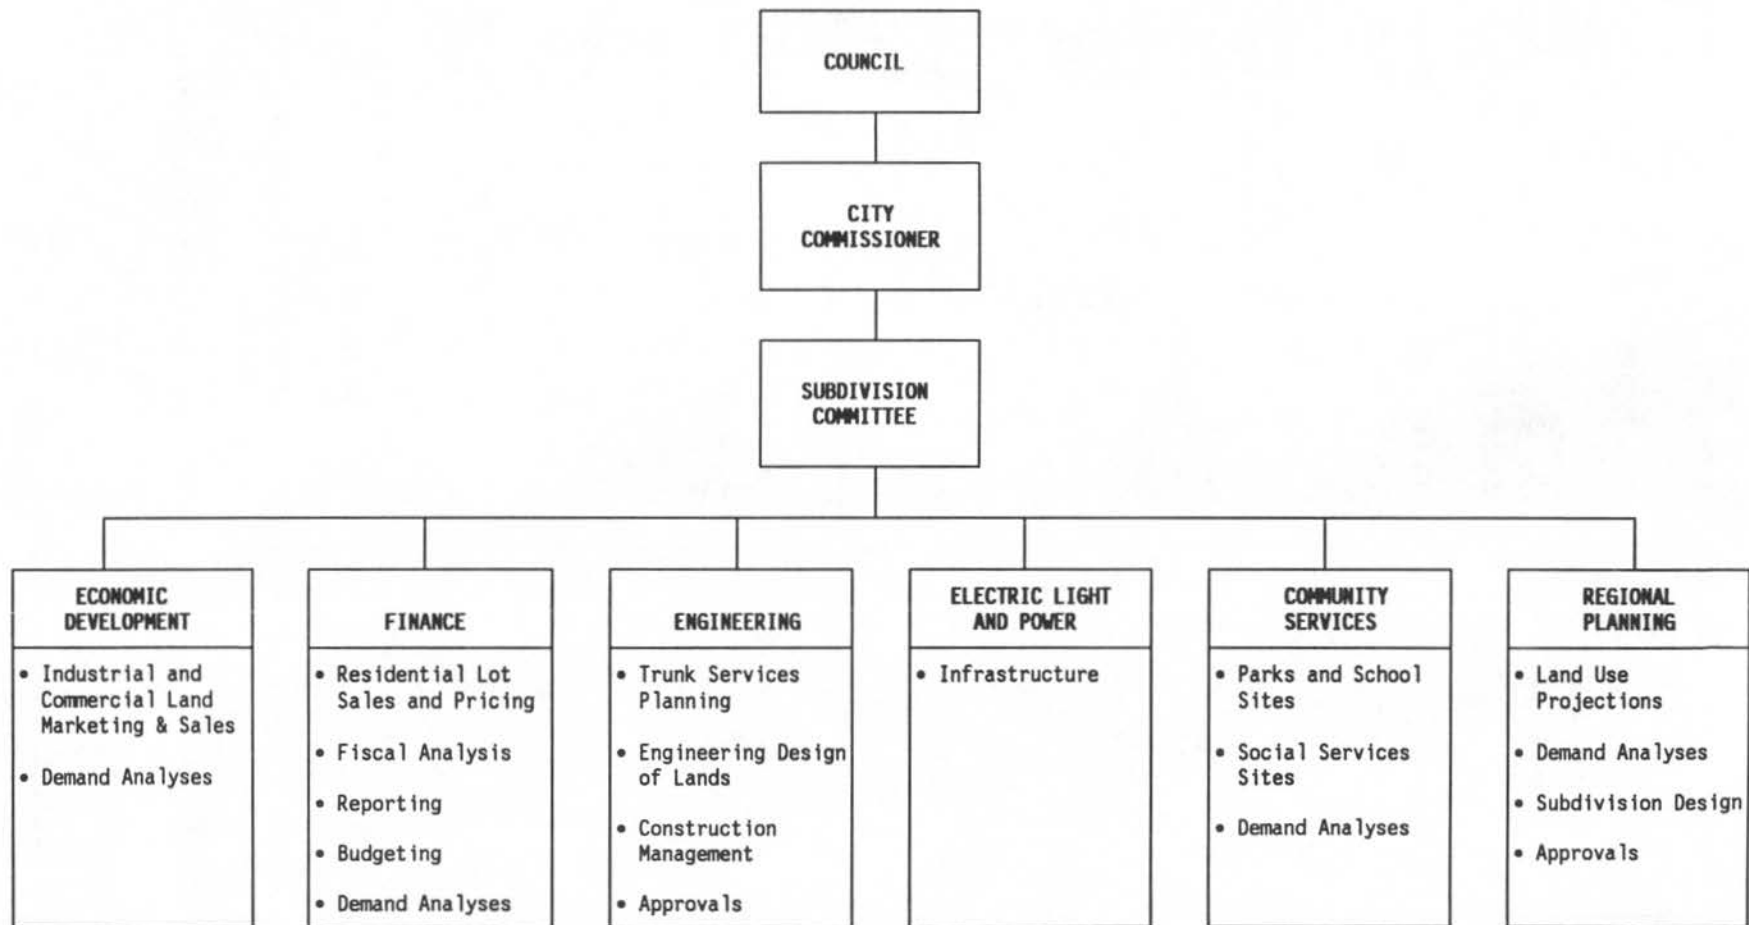 COUNCIL
CITY
COMMISSIONER
SUBDIVISION
COMMITTEE
ECONOMIC
DEVELOPMENT
• Industrial and
Commercial Land
Marketing & Sales
• Demand Analyses
FINANCE
• Residential Lot
Sales and Pricing
• Fiscal Analysis
• Reporting
• Budgeting
• Demand Analyses
ENGINEERING
• Trunk Services
Planning
• Engineering Design
of Lands
• Construction
Management
• Approvals
ELECTRIC LIGHT
AND POWER
• Infrastructure
COMMUNITY
SERVICES
• Parks and School
Sites
• Social Services
Sites
• Demand Analyses
REGIONAL
PLANNING
• Land Use
Projections
• Demand Analyses
• Subdivision Design
• Approvals